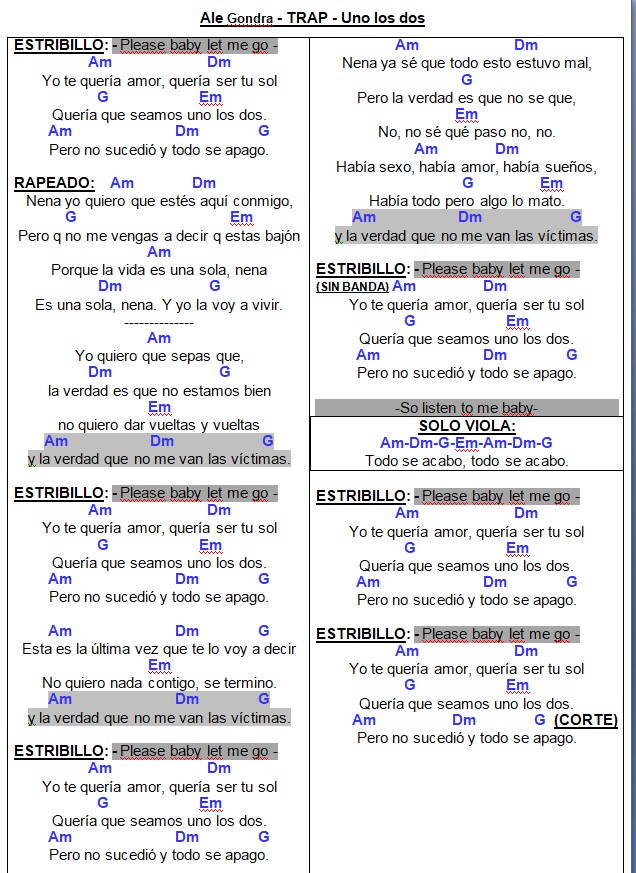 Ale Gondra - TRAP - Uno los dos
ESTRIBILLO: - Please baby let me go -
Am Dm
Yo te quería amor, quería ser tu sol
G Em
Quería que seamos uno los dos.
Am Dm G
Pero no sucedió y todo se apago.
RAPEADO: Am Dm
Nena yo quiero que estés aquí conmigo,
G Em
Pero q no me vengas a decir q estas bajón
Am
Porque la vida es una sola, nena
Dm G
Es una sola, nena. Y yo la voy a vivir.
--------------
Am
Yo quiero que sepas que,
Dm G
la verdad es que no estamos bien
Em
no quiero dar vueltas y vueltas
Am Dm G
y la verdad que no me van las víctimas.
ESTRIBILLO: - Please baby let me go -
Am Dm
Yo te quería amor, quería ser tu sol
G Em
Quería que seamos uno los dos.
Am Dm G
Pero no sucedió y todo se apago.
Am Dm G
Esta es la última vez que te lo voy a decir
Em
No quiero nada contigo, se termino.
Am Dm G
y la verdad que no me van las víctimas.
ESTRIBILLO: - Please baby let me go -
Am Dm
Yo te quería amor, quería ser tu sol
G Em
Quería que seamos uno los dos.
Am Dm G
Pero no sucedió y todo se apago.
Am Dm
Nena ya sé que todo esto estuvo mal,
G
Pero la verdad es que no se que,
Em
No, no sé qué paso no, no.
Am Dm
Había sexo, había amor, había sueños,
G Em
Había todo pero algo lo mato.
Am Dm G
y la verdad que no me van las víctimas.
ESTRIBILLO: - Please baby let me go -
(SIN BANDA) Am Dm
Yo te quería amor, quería ser tu sol
G Em
Quería que seamos uno los dos.
Am Dm G
Pero no sucedió y todo se apago.
-So listen to me baby-
SOLO VIOLA:
Am-Dm-G-Em-Am-Dm-G
Todo se acabo, todo se acabo.
ESTRIBILLO: - Please baby let me go -
Am Dm
Yo te quería amor, quería ser tu sol
G Em
Quería que seamos uno los dos.
Am Dm G
Pero no sucedió y todo se apago.
ESTRIBILLO: - Please baby let me go -
Am Dm
Yo te quería amor, quería ser tu sol
G Em
Quería que seamos uno los dos.
Am Dm G (CORTE)
Pero no sucedió y todo se apago.